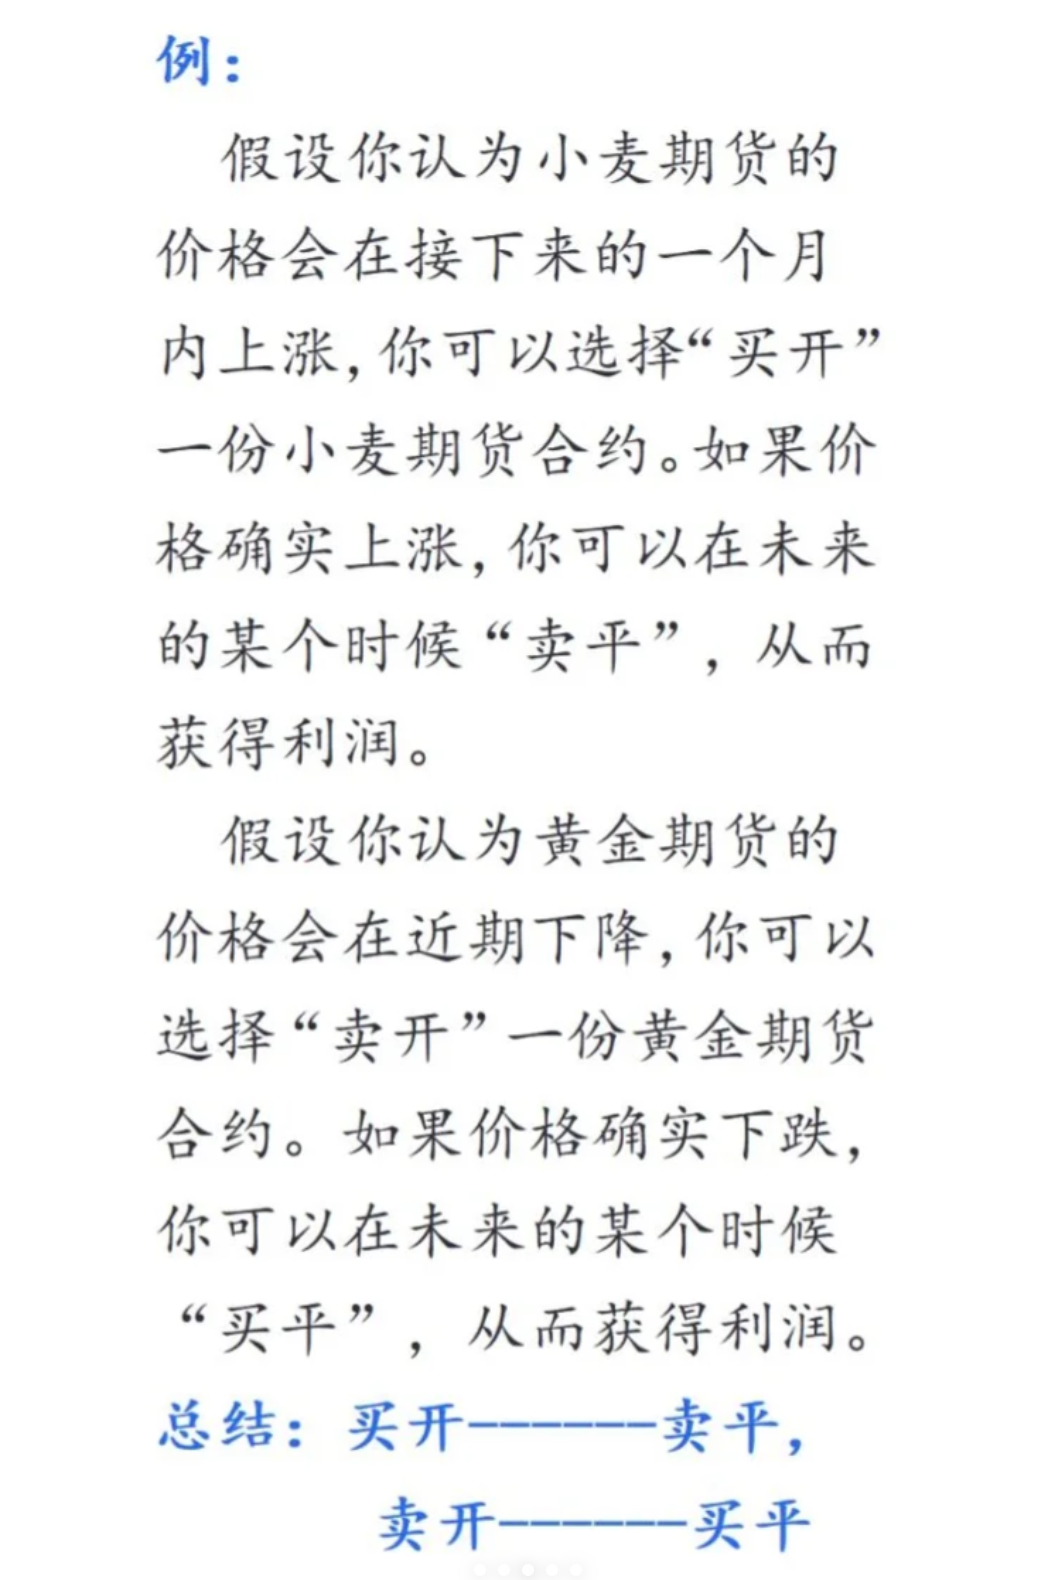 例：
假设你认为小麦期货的
价格会在接下来的一个月
内上涨，你可以选择“买开”
一份小麦期货合约。如果价
格确实上涨，你可以在未来
的某个时候“卖平”，从而
获得利润。
假设你认为黄金期货的
价格会在近期下降，你可以
选择“卖开”一份黄金期货
合约。如果价格确实下跌，
你可以在未来的某个时候
“买平”，从而获得利润。
总结：买开------卖平，
卖开------买平